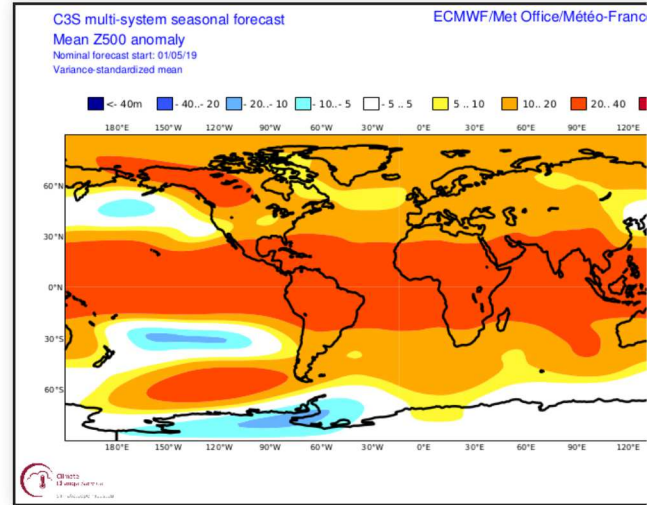 C3S multi-system seasonal forecast
ECMWF/Met Office/Météo-France
Mean Z500 anomaly
Nominal forecast start: 01/05/19
Variance-standardized mean
<- 40m -40..-20 -20..-10 -10..-5 -5 .. 5 5 .. 10 10.. 20 20.. 40
180°E 150°W 120°W 90°W 60°W 30°W 0°E 30°E 60°E 90°E 120°E
60°N
30°N
0°N
30°S
60°S
180°E 150°W 120°W 90°W 60°W 30°W 0°E 30°E 60°E 90°E 120°E
Climate
Change Service